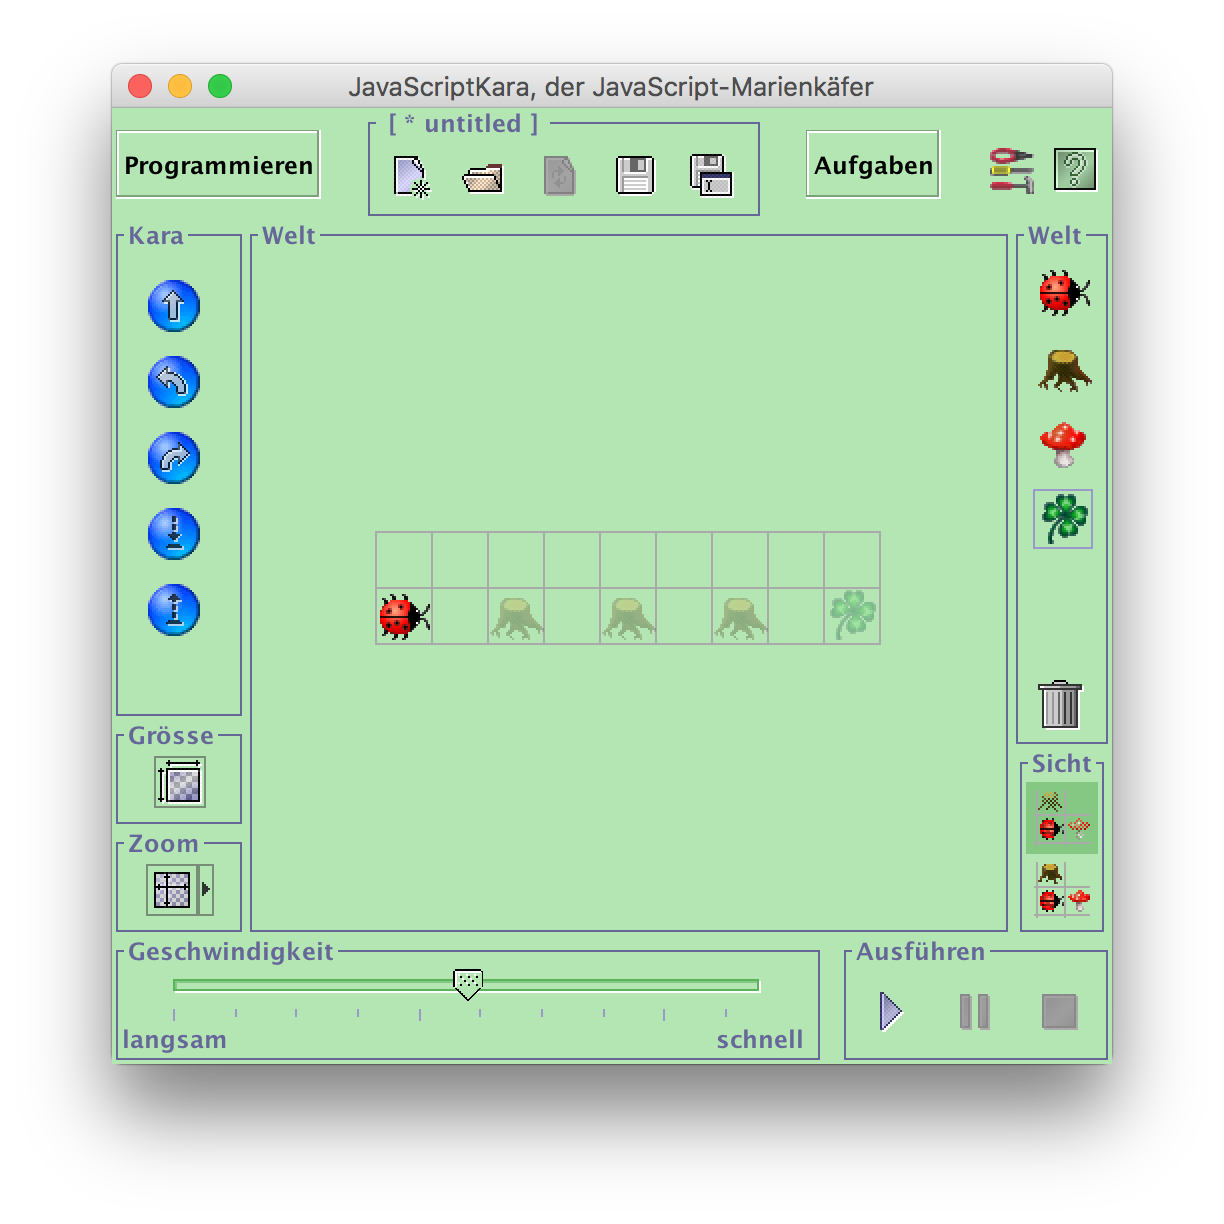 JavaScriptKara, der JavaScript-Marienkäfer
Programmieren
[ * untitled ]
Aufgaben
Kara
Welt
Welt
Grösse
Zoom
Sicht
Geschwindigkeit
langsam
schnell
Ausführen